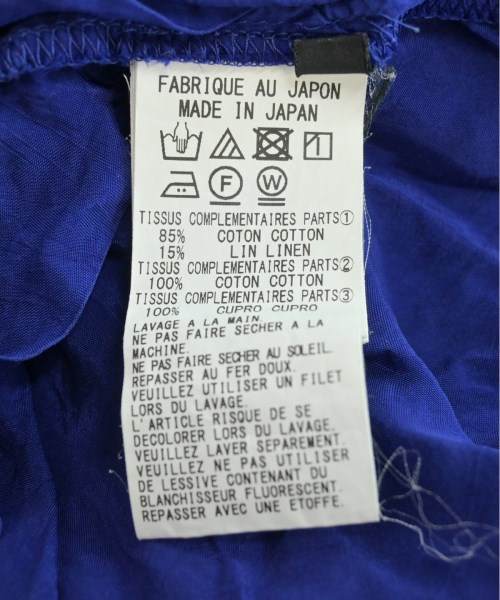 FABRIQUE AU JAPON
MADE IN JAPAN
F W
TISSUS COMPLEMENTAIRES PARTS①
85% COTON COTTON
15% LIN LINEN
TISSUS COMPLEMENTAIRES PARTS②
100% COTON COTTON
TISSUS COMPLEMENTAIRES PARTS③
100% CUPRO CUPRO
LAVAGE A LA MAIN.
NE PAS FAIRE SECHER A LA
MACHINE.
NE PAS FAIRE SECHER AU SOLEIL.
REPASSER AU FER DOUX.
VEUILLEZ UTILISER UN FILET
LORS DU LAVAGE.
L'ARTICLE RISQUE DE SE
DECOLORER LORS DU LAVAGE.
VEUILLEZ LAVER SEPAREMENT.
VEUILLEZ NE PAS UTILISER
DE LESSIVE CONTENANT DU
BLANCHISSEUR FLUORESCENT.
REPASSER AVEC UNE ETOFFE.